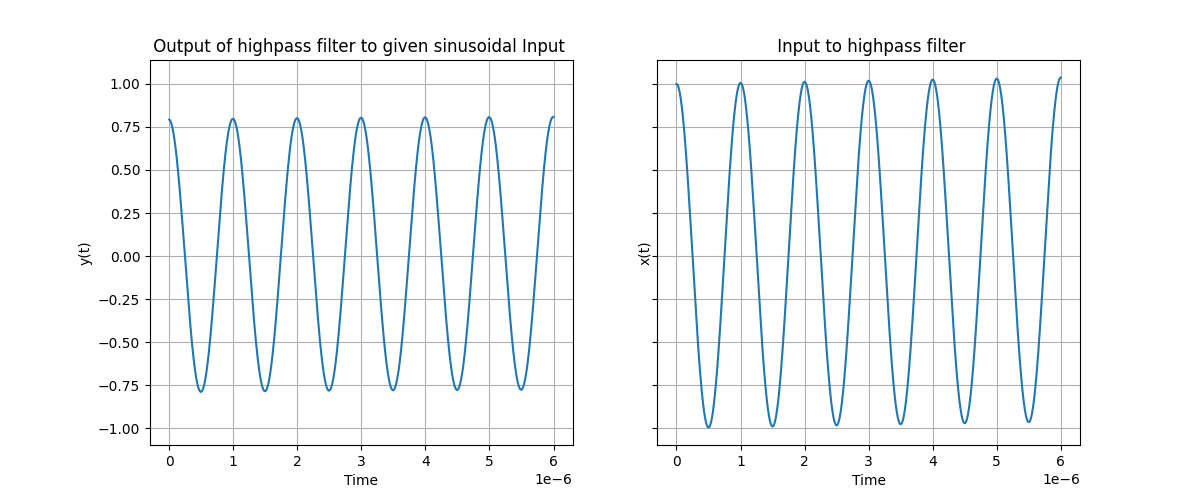 Output of highpass filter to given sinusoidal Input
y(t)
1.00
0.75
0.50
0.25
0.00
−0.25
−0.50
−0.75
−1.00
0 1 2 3 4 5 6
Time
1e−6
Input to highpass filter
x(t)
0 1 2 3 4 5 6
Time
1e−6